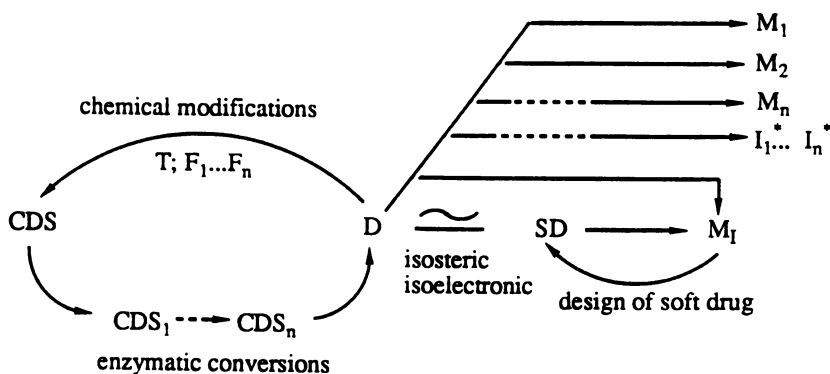 M₁
M₂
chemical modifications
Mₙ
T; F₁...Fₙ
I₁*... Iₙ*
CDS
D
SD
M_I
isosteric
isoelectronic
design of soft drug
CDS₁
CDSₙ
enzymatic conversions